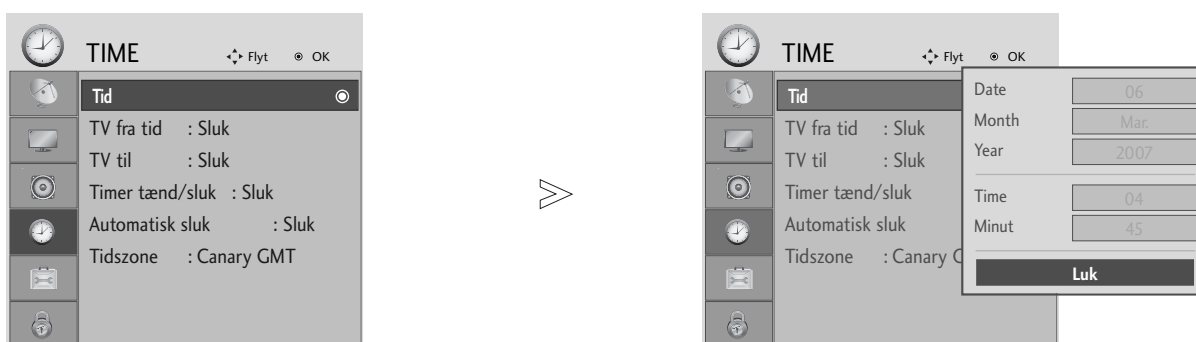 TIME Flyt OK
Tid
TV fra tid : Sluk
TV til : Sluk
Timer tænd/sluk : Sluk
Automatisk sluk : Sluk
Tidszone : Canary GMT
TIME Flyt OK
Tid
TV fra tid : Sluk
TV til : Sluk
Timer tænd/sluk
Automatisk sluk
Tidszone : Canary G
Date 06
Month Mar.
Year 2007
Time 04
Minut 45
Luk